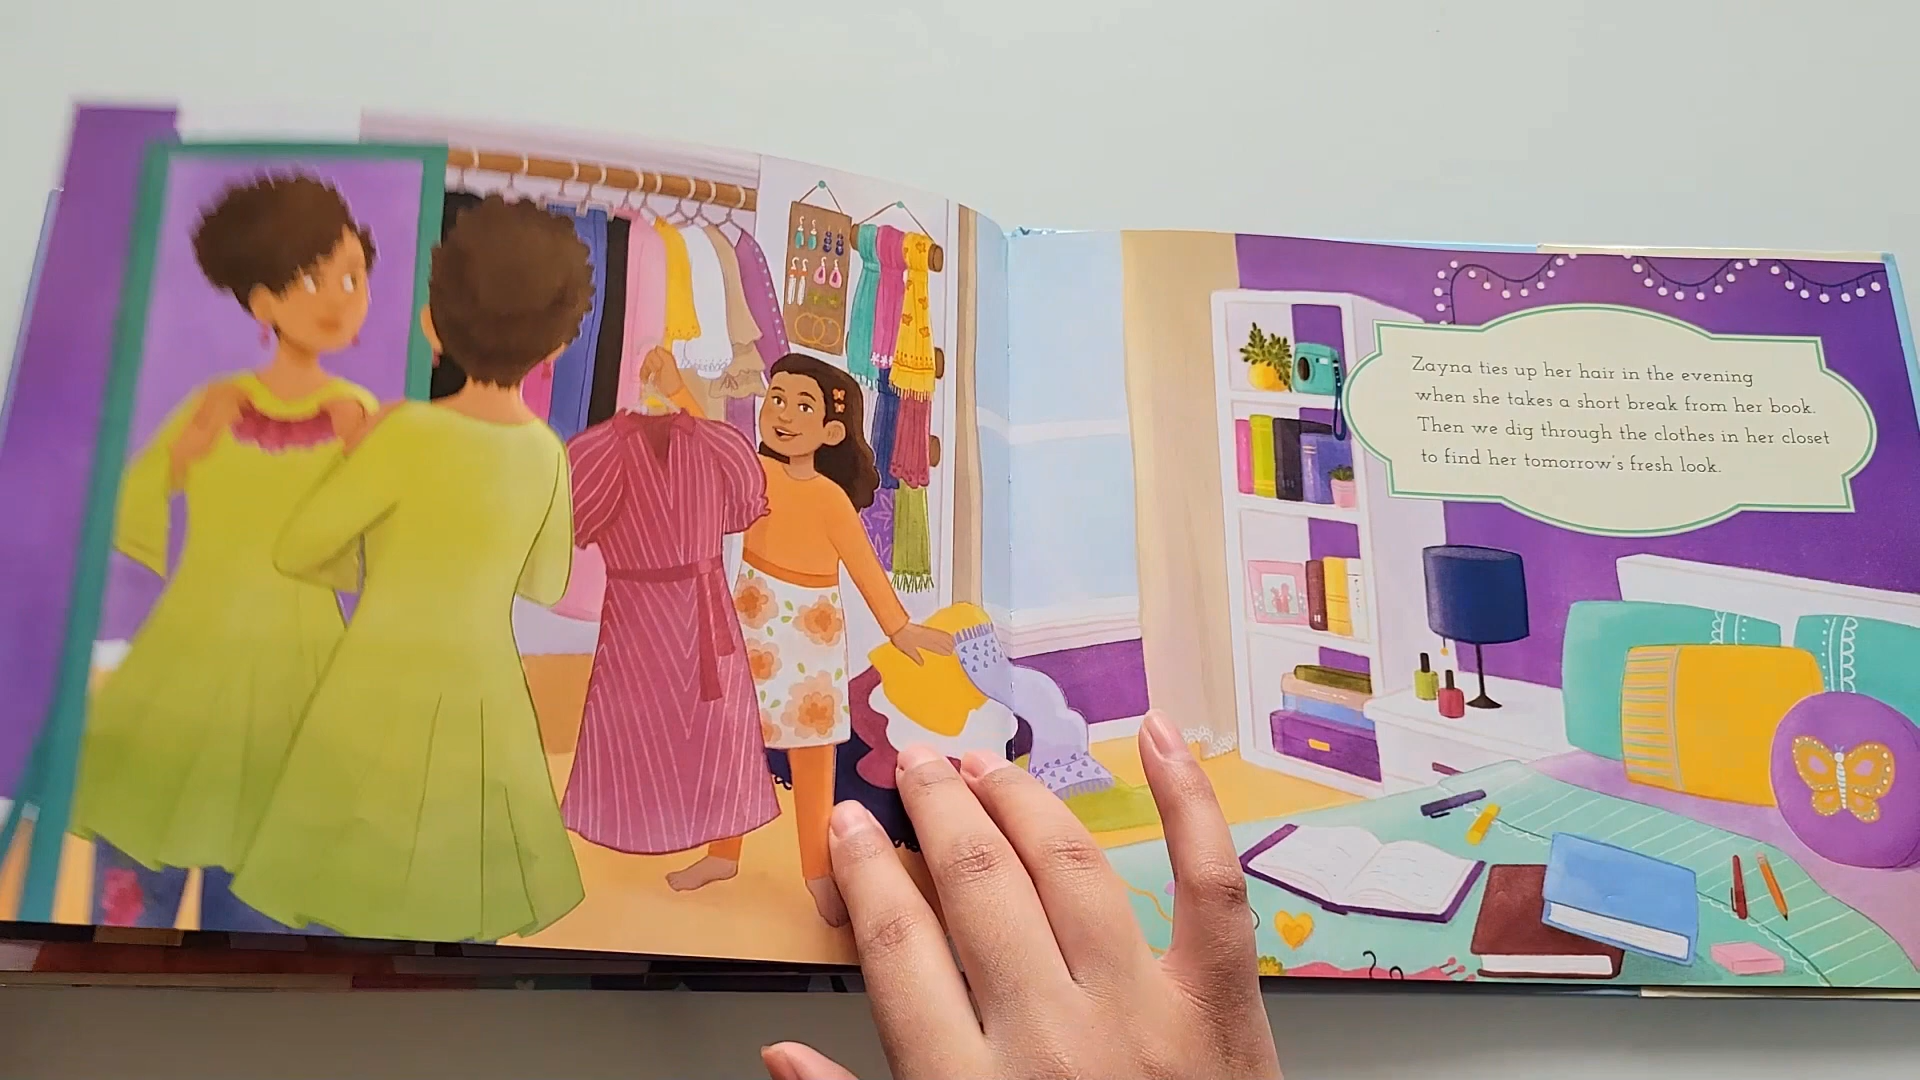 Zayna ties up her hair in the evening
when she takes a short break from her book.
Then we dig through the clothes in her closet
to find her tomorrow's fresh look.